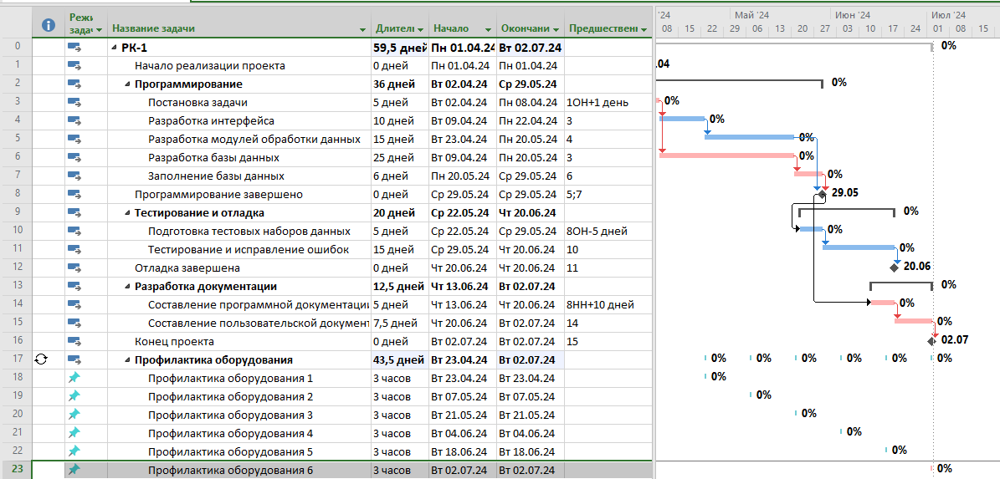 Режи
задач Название задачи Длительн Начало Окончани Предшествен
'24 Май '24 Июн '24 Июл '24
08 15 22 29 06 13 20 27 03 10 17 24 01 08 15
0 РК-1 59,5 дней Пн 01.04.24 Вт 02.07.24 0%
1 Начало реализации проекта 0 дней Пн 01.04.24 Пн 01.04.24 .04
2 Программирование 36 дней Вт 02.04.24 Ср 29.05.24 0%
3 Постановка задачи 5 дней Вт 02.04.24 Пн 08.04.24 1ОН+1 день 0%
4 Разработка интерфейса 10 дней Вт 09.04.24 Пн 22.04.24 3 0%
5 Разработка модулей обработки данных 15 дней Вт 23.04.24 Пн 20.05.24 4 0%
6 Разработка базы данных 25 дней Вт 09.04.24 Пн 20.05.24 3 0%
7 Заполнение базы данных 6 дней Пн 20.05.24 Ср 29.05.24 6 0%
8 Программирование завершено 0 дней Ср 29.05.24 Ср 29.05.24 5;7 29.05
9 Тестирование и отладка 20 дней Ср 22.05.24 Чт 20.06.24 0%
10 Подготовка тестовых наборов данных 5 дней Ср 22.05.24 Ср 29.05.24 8ОН-5 дней 0%
11 Тестирование и исправление ошибок 15 дней Ср 29.05.24 Чт 20.06.24 10 0%
12 Отладка завершена 0 дней Чт 20.06.24 Чт 20.06.24 11 20.06
13 Разработка документации 12,5 дней Чт 13.06.24 Вт 02.07.24 0%
14 Составление программной документаци 5 дней Чт 13.06.24 Чт 20.06.24 8НН+10 дней 0%
15 Составление пользовательской документ 7,5 дней Чт 20.06.24 Вт 02.07.24 14 0%
16 Конец проекта 0 дней Вт 02.07.24 Вт 02.07.24 15 02.07
17 Профилактика оборудования 43,5 дней Вт 23.04.24 Вт 02.07.24 0% 0% 0% 0% 0% 0%
18 Профилактика оборудования 1 3 часов Вт 23.04.24 Вт 23.04.24 0%
19 Профилактика оборудования 2 3 часов Вт 07.05.24 Вт 07.05.24 0%
20 Профилактика оборудования 3 3 часов Вт 21.05.24 Вт 21.05.24 0%
21 Профилактика оборудования 4 3 часов Вт 04.06.24 Вт 04.06.24 0%
22 Профилактика оборудования 5 3 часов Вт 18.06.24 Вт 18.06.24 0%
23 Профилактика оборудования 6 3 часов Вт 02.07.24 Вт 02.07.24 0%